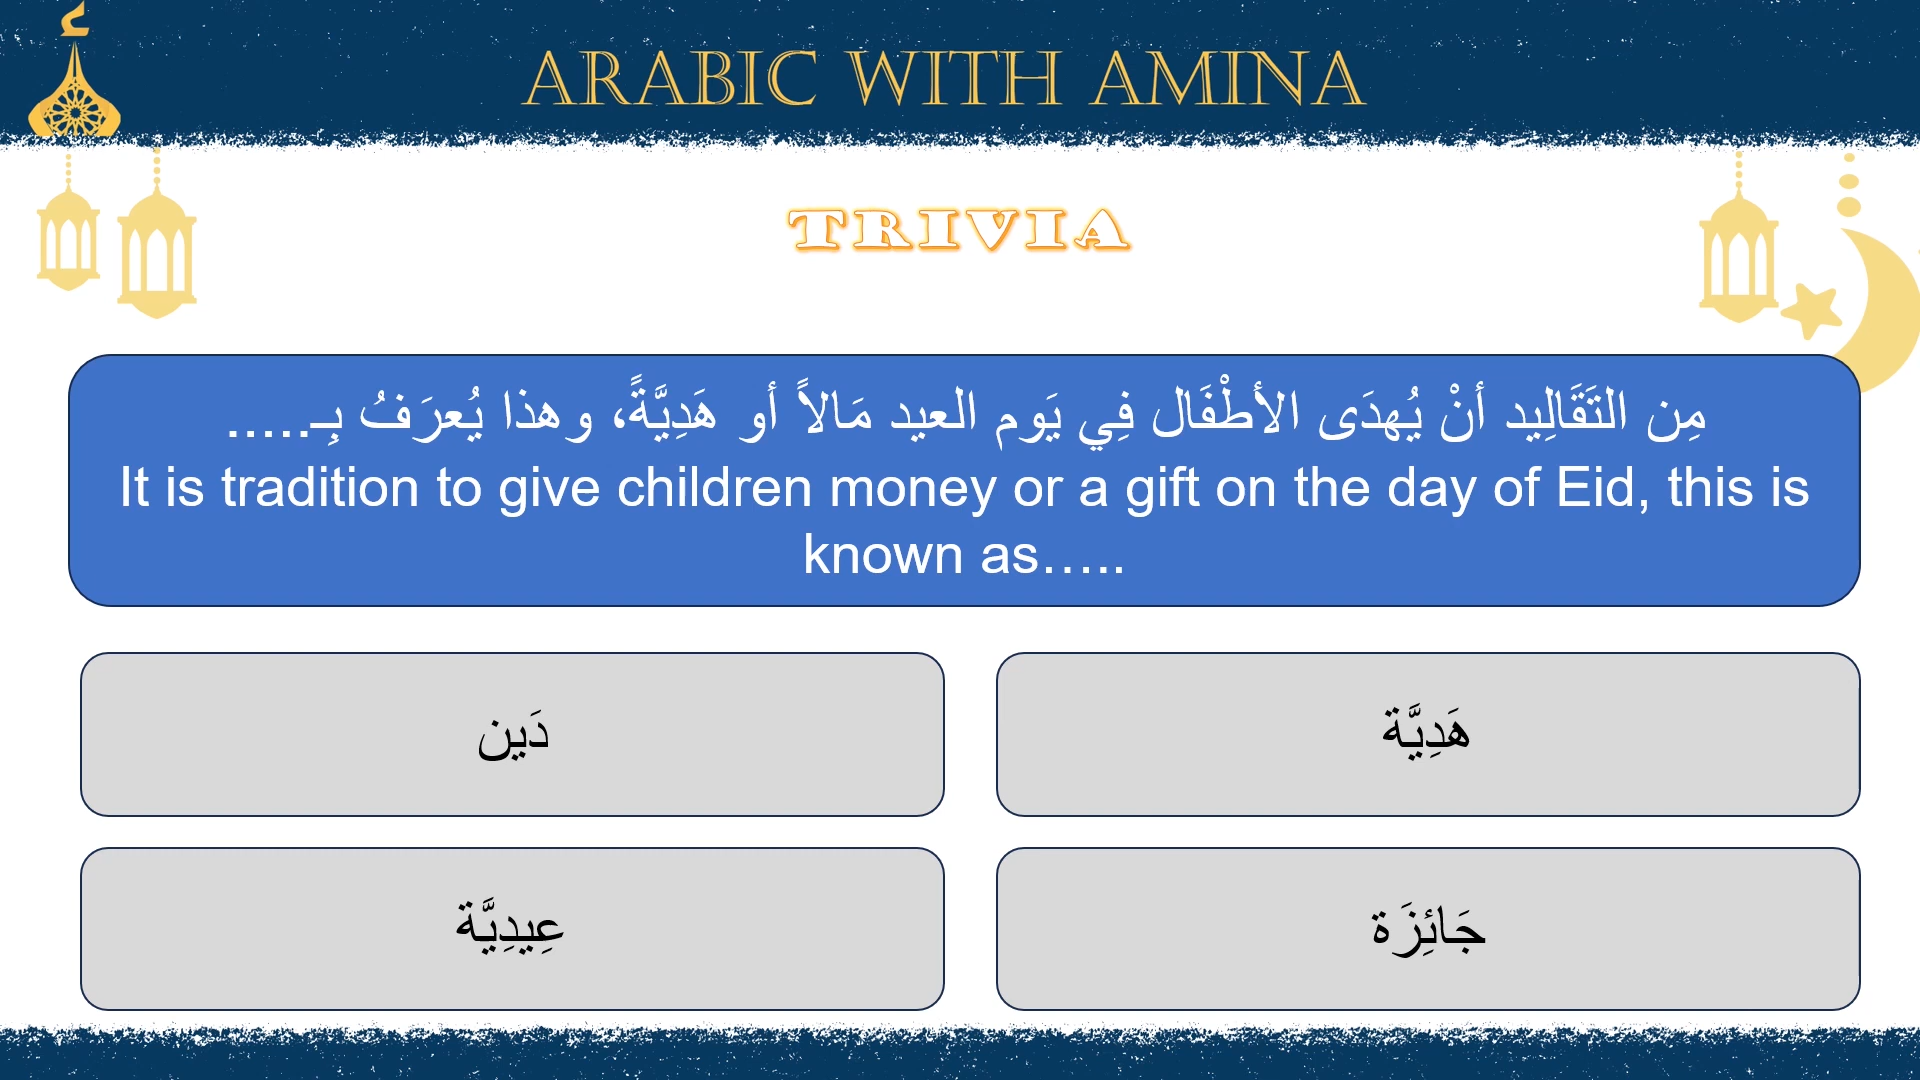 ARABIC WITH AMINA
TRIVIA
مِن التَقَالِيد أنْ يُهدَى الأطْفَال فِي يَوم العيد مَالاً أو هَدِيَّةً، وهذا يُعرَفُ بِـ.....
It is tradition to give children money or a gift on the day of Eid, this is
known as…..
دَين
هَدِيَّة
عِيدِيَّة
جَائِزَة